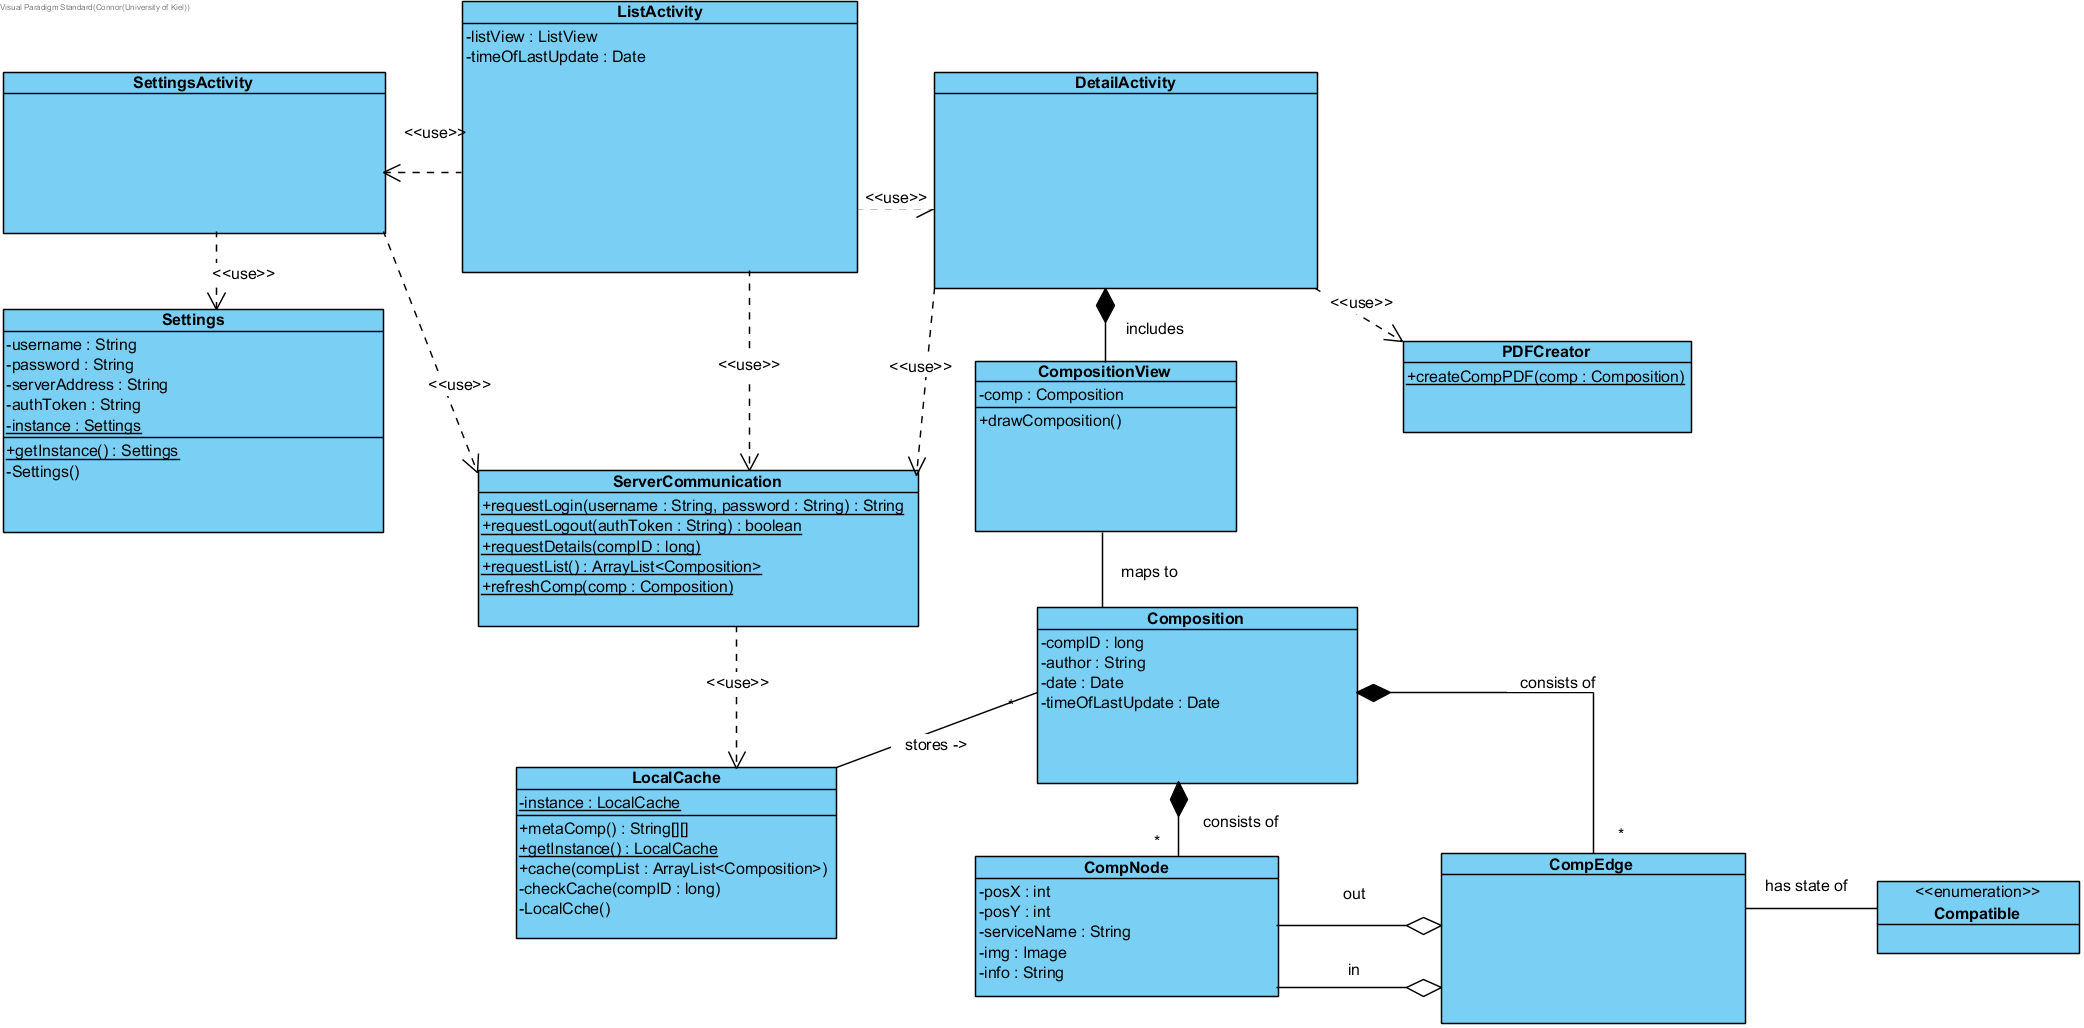 Visual Paradigm Standard(Connor(University of Kiel))
ListActivity
-listView : ListView
-timeOfLastUpdate : Date
SettingsActivity
DetailActivity
<<use>>
<<use>>
<<use>>
<<use>>
<<use>>
<<use>>
<<use>>
Settings
-username : String
-password : String
-serverAddress : String
-authToken : String
-instance : Settings
+getInstance() : Settings
-Settings()
includes
PDFCreator
+createCompPDF(comp : Composition)
CompositionView
-comp : Composition
+drawComposition()
ServerCommunication
+requestLogin(username : String, password : String) : String
+requestLogout(authToken : String) : boolean
+requestDetails(compID : long)
+requestList() : ArrayList<Composition>
+refreshComp(comp : Composition)
maps to
Composition
-compID : long
-author : String
-date : Date
-timeOfLastUpdate : Date
<<use>>
consists of
*
stores ->
LocalCache
-instance : LocalCache
+metaComp() : String[][]
+getInstance() : LocalCache
+cache(compList : ArrayList<Composition>)
-checkCache(compID : long)
-LocalCche()
consists of
*
*
CompNode
-posX : int
-posY : int
-serviceName : String
-img : Image
-info : String
out
in
CompEdge
has state of
<<enumeration>>
Compatible